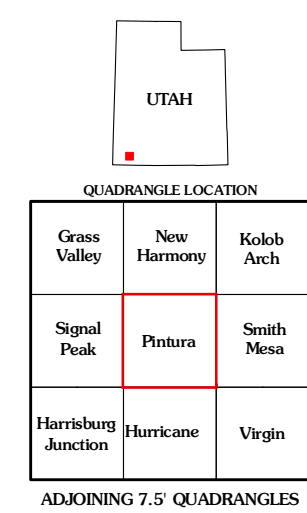 UTAH
QUADRANGLE LOCATION
Grass
Valley
New
Harmony
Kolob
Arch
Signal
Peak
Pintura
Smith
Mesa
Harrisburg
Junction
Hurricane
Virgin
ADJOINING 7.5' QUADRANGLES